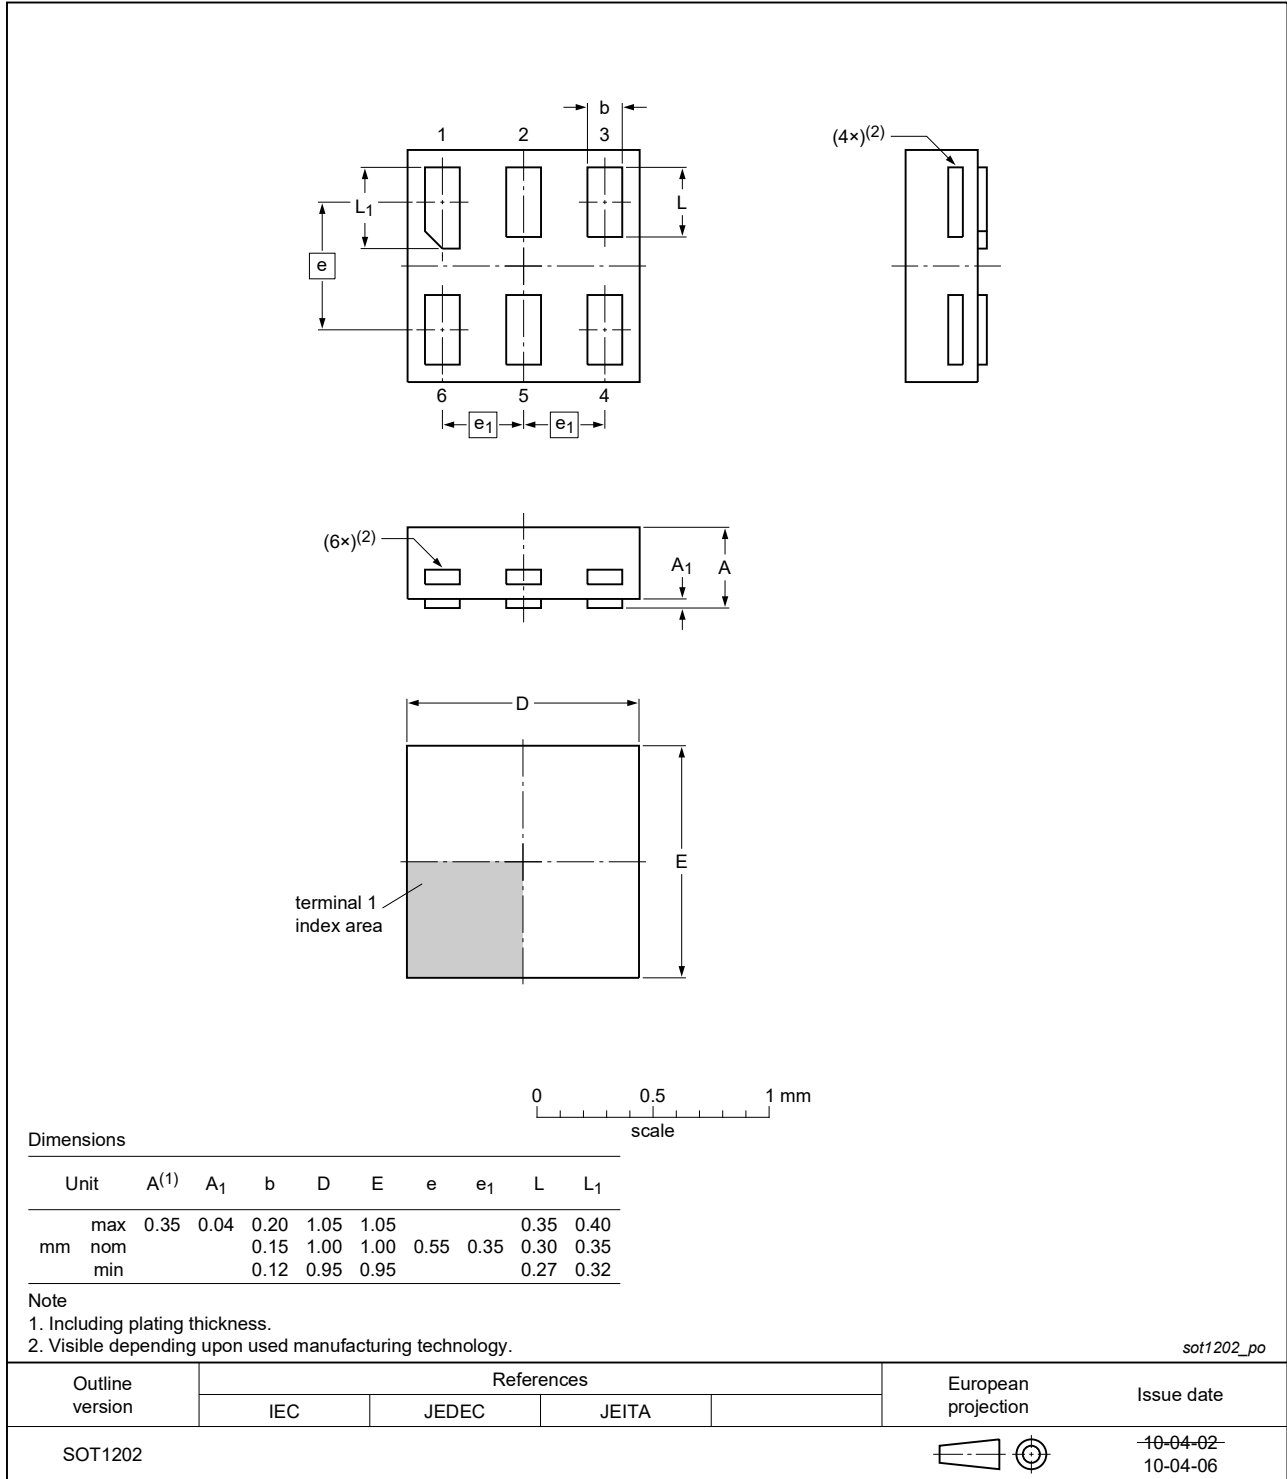 b
1 2 3
(4×)(2)
L1
L
e
6 5 4
e1 e1
(6×)(2)
A1 A
D
E
terminal 1
index area
0 0.5 1 mm
scale
Dimensions
Unit A(1) A1 b D E e e1 L L1
max 0.35 0.04 0.20 1.05 1.05 0.35 0.40
mm nom 0.15 1.00 1.00 0.55 0.35 0.30 0.35
min 0.12 0.95 0.95 0.27 0.32
Note
1. Including plating thickness.
2. Visible depending upon used manufacturing technology.
sot1202_po
Outline
version
References
IEC JEDEC JEITA
European
projection
Issue date
SOT1202
10-04-02
10-04-06